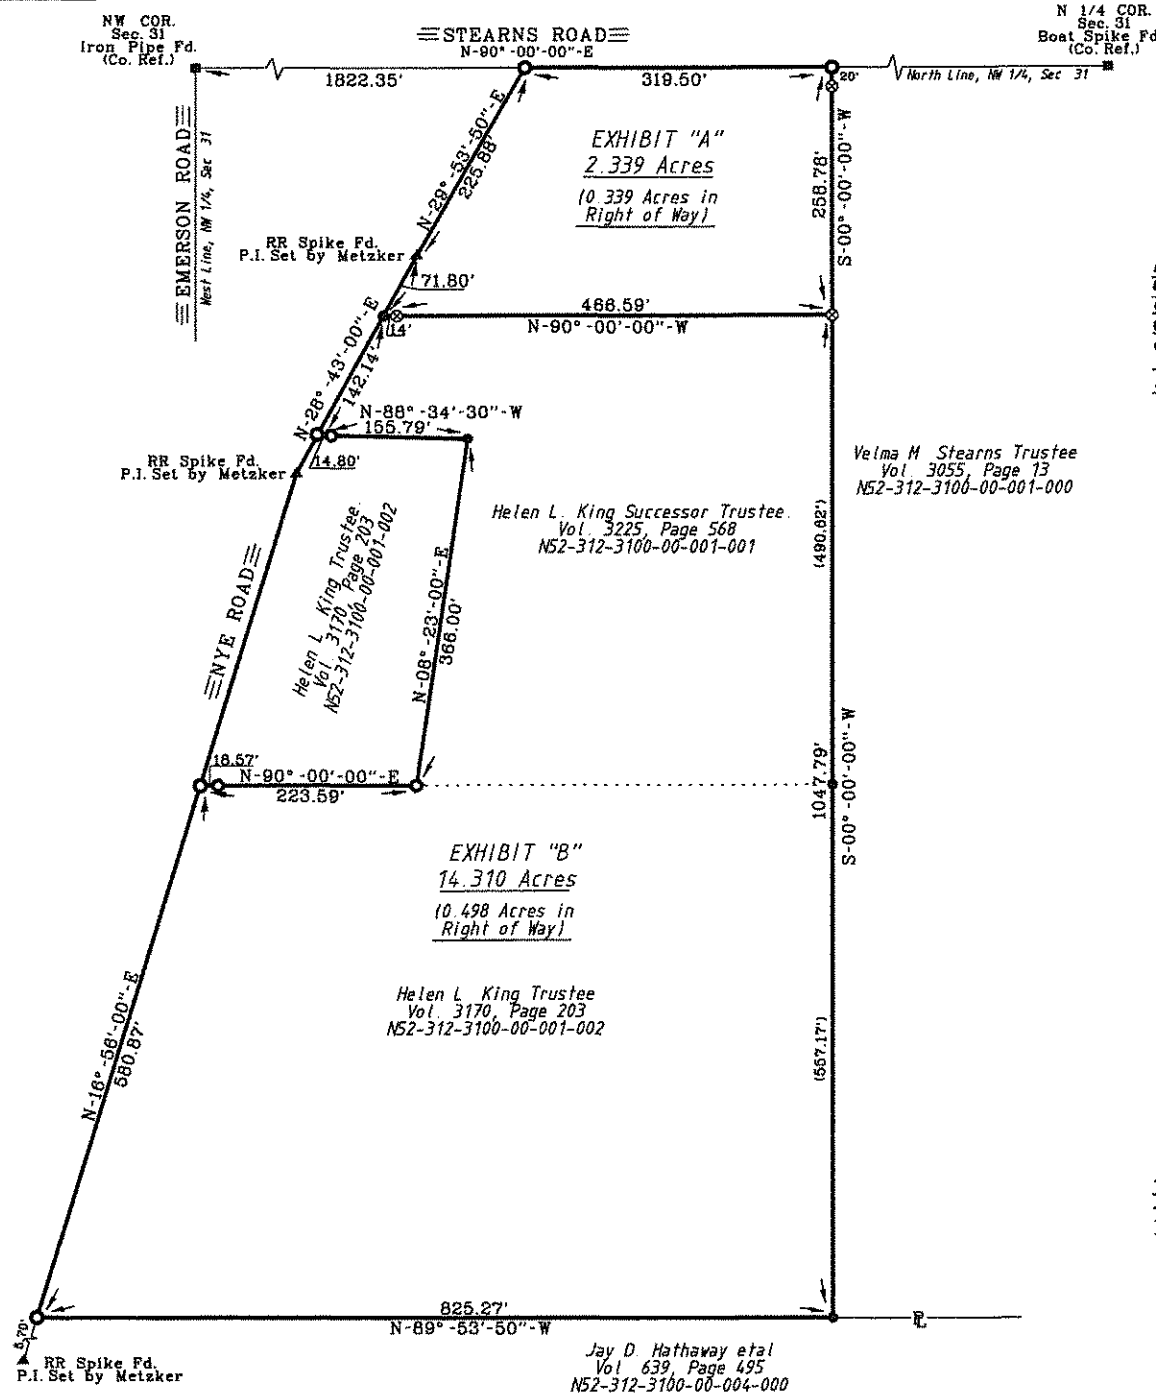 NW COR.
Sec. 31
Iron Pipe Fd.
(Co. Ref.)
STEARNS ROAD
N-90°-00'-00"-E
N 1/4 COR.
Sec. 31
Boat Spike Fd
(Co. Ref.)
1822.35'
319.50'
20'
North Line, NW 1/4, Sec 31
EMERSON ROAD
West Line, NW 1/4, Sec 31
N-29°-53'-50"-E
225.88'
EXHIBIT "A"
2.339 Acres
(0.339 Acres in
Right of Way)
258.78'
S-00°-00'-00"-W
RR Spike Fd.
P.I. Set by Metzker
71.80'
14'
466.59'
N-90°-00'-00"-W
N-28°-43'-00"-E
142.14'
N-88°-34'-30"-W
155.79'
RR Spike Fd.
P.I. Set by Metzker
14.80'
Velma M Stearns Trustee
Vol. 3055, Page 13
N52-312-3100-00-001-000
Helen L. King Successor Trustee.
Vol. 3225, Page 568
N52-312-3100-00-001-001
(490.62')
Helen L King Trustee.
Vol. 3170, Page 203
N52-312-3100-00-001-002
NYE ROAD
N-08°-23'-00"-E
366.00'
18.57'
N-90°-00'-00"-E
223.59'
1047.79'
S-00°-00'-00"-W
EXHIBIT "B"
14.310 Acres
(0.498 Acres in
Right of Way)
Helen L King Trustee
Vol. 3170, Page 203
N52-312-3100-00-001-002
(557.17')
N-16°-56'-00"-E
580.87'
825.27'
N-89°-53'-50"-W
PL
5.70'
RR Spike Fd.
P.I. Set by Metzker
Jay D. Hathaway etal
Vol 639, Page 495
N52-312-3100-00-004-000